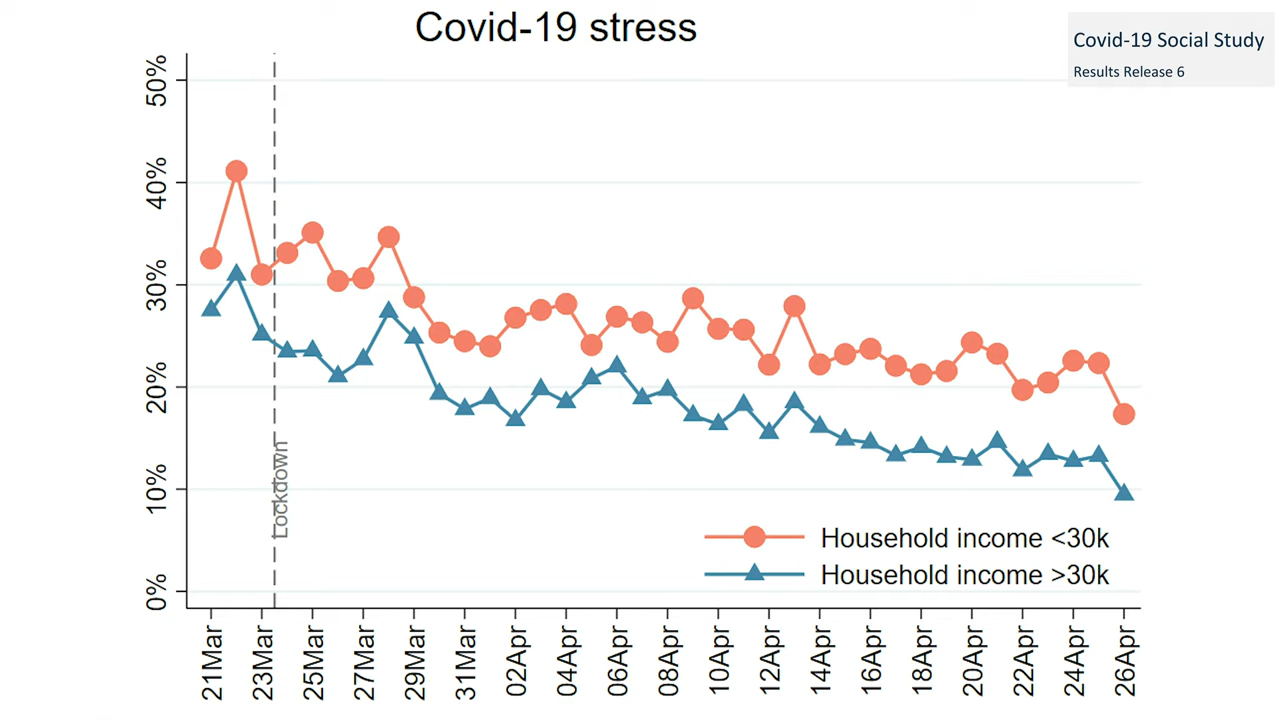 Covid-19 stress
Covid-19 Social Study
Results Release 6
50%
40%
30%
20%
10%
0%
Lockdown
Household income <30k
Household income >30k
21Mar
23Mar
25Mar
27Mar
29Mar
31Mar
02Apr
04Apr
06Apr
08Apr
10Apr
12Apr
14Apr
16Apr
18Apr
20Apr
22Apr
24Apr
26Apr